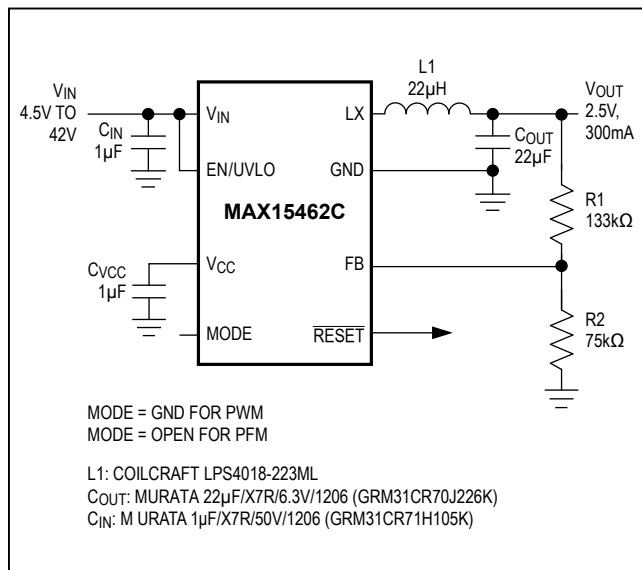 VIN
4.5V TO
42V
CIN
1µF
VIN
EN/UVLO
MAX15462C
LX
GND
L1
22µH
COUT
22µF
VOUT
2.5V,
300mA
R1
133kΩ
CVCC
1µF
VCC
FB
MODE
RESET
R2
75kΩ
MODE = GND FOR PWM
MODE = OPEN FOR PFM
L1: COILCRAFT LPS4018-223ML
COUT: MURATA 22µF/X7R/6.3V/1206 (GRM31CR70J226K)
CIN: M URATA 1µF/X7R/50V/1206 (GRM31CR71H105K)